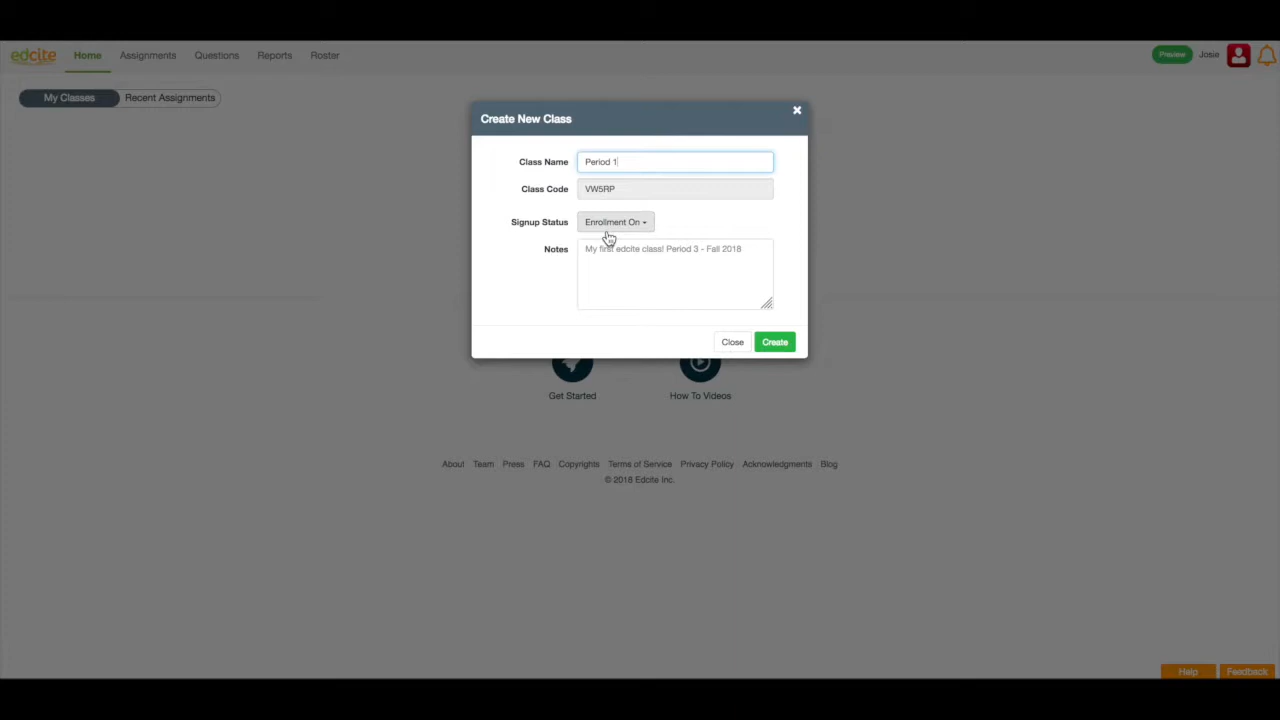 edcite Home Assignments Questions Reports Roster Preview Josie
My Classes Recent Assignments
Create New Class
Class Name Period 1
Class Code VW5RP
Signup Status Enrollment On
Notes My first edcite class! Period 3 - Fall 2018
Close Create
Get Started How To Videos
About Team Press FAQ Copyrights Terms of Service Privacy Policy Acknowledgments Blog
© 2018 Edcite Inc.
Help Feedback